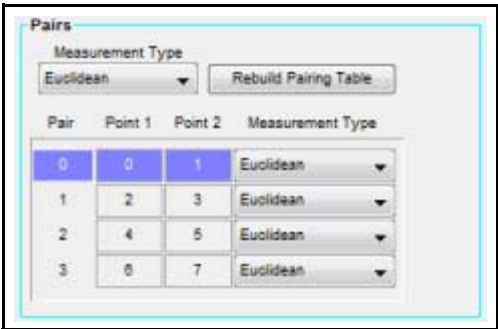 Pairs
Measurement Type
Euclidean Rebuild Pairing Table
Pair Point 1 Point 2 Measurement Type
0 0 1 Euclidean
1 2 3 Euclidean
2 4 5 Euclidean
3 6 7 Euclidean